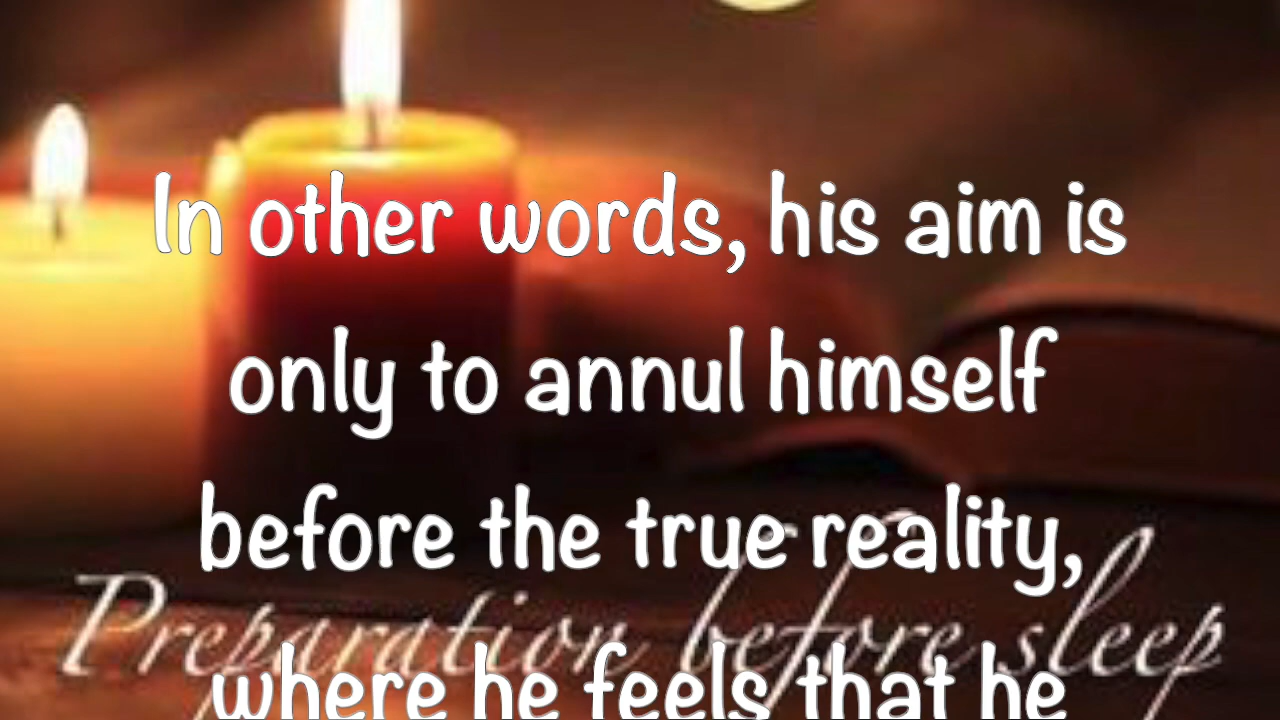 In other words, his aim is
only to annul himself
before the true reality,
Preparation before sleep
where he feels that he